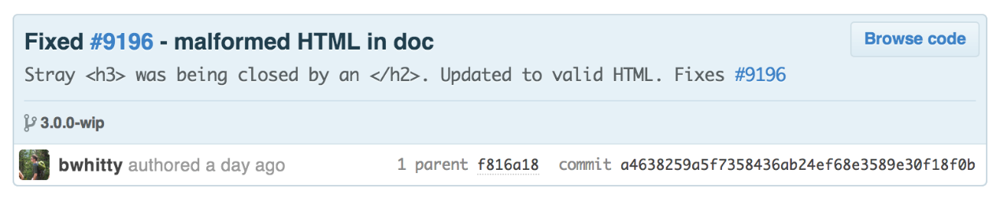 Fixed #9196 - malformed HTML in doc
Browse code
Stray <h3> was being closed by an </h2>. Updated to valid HTML. Fixes #9196
3.0.0-wip
bwhitty authored a day ago 1 parent f816a18 commit a4638259a5f7358436ab24ef68e3589e30f18f0b